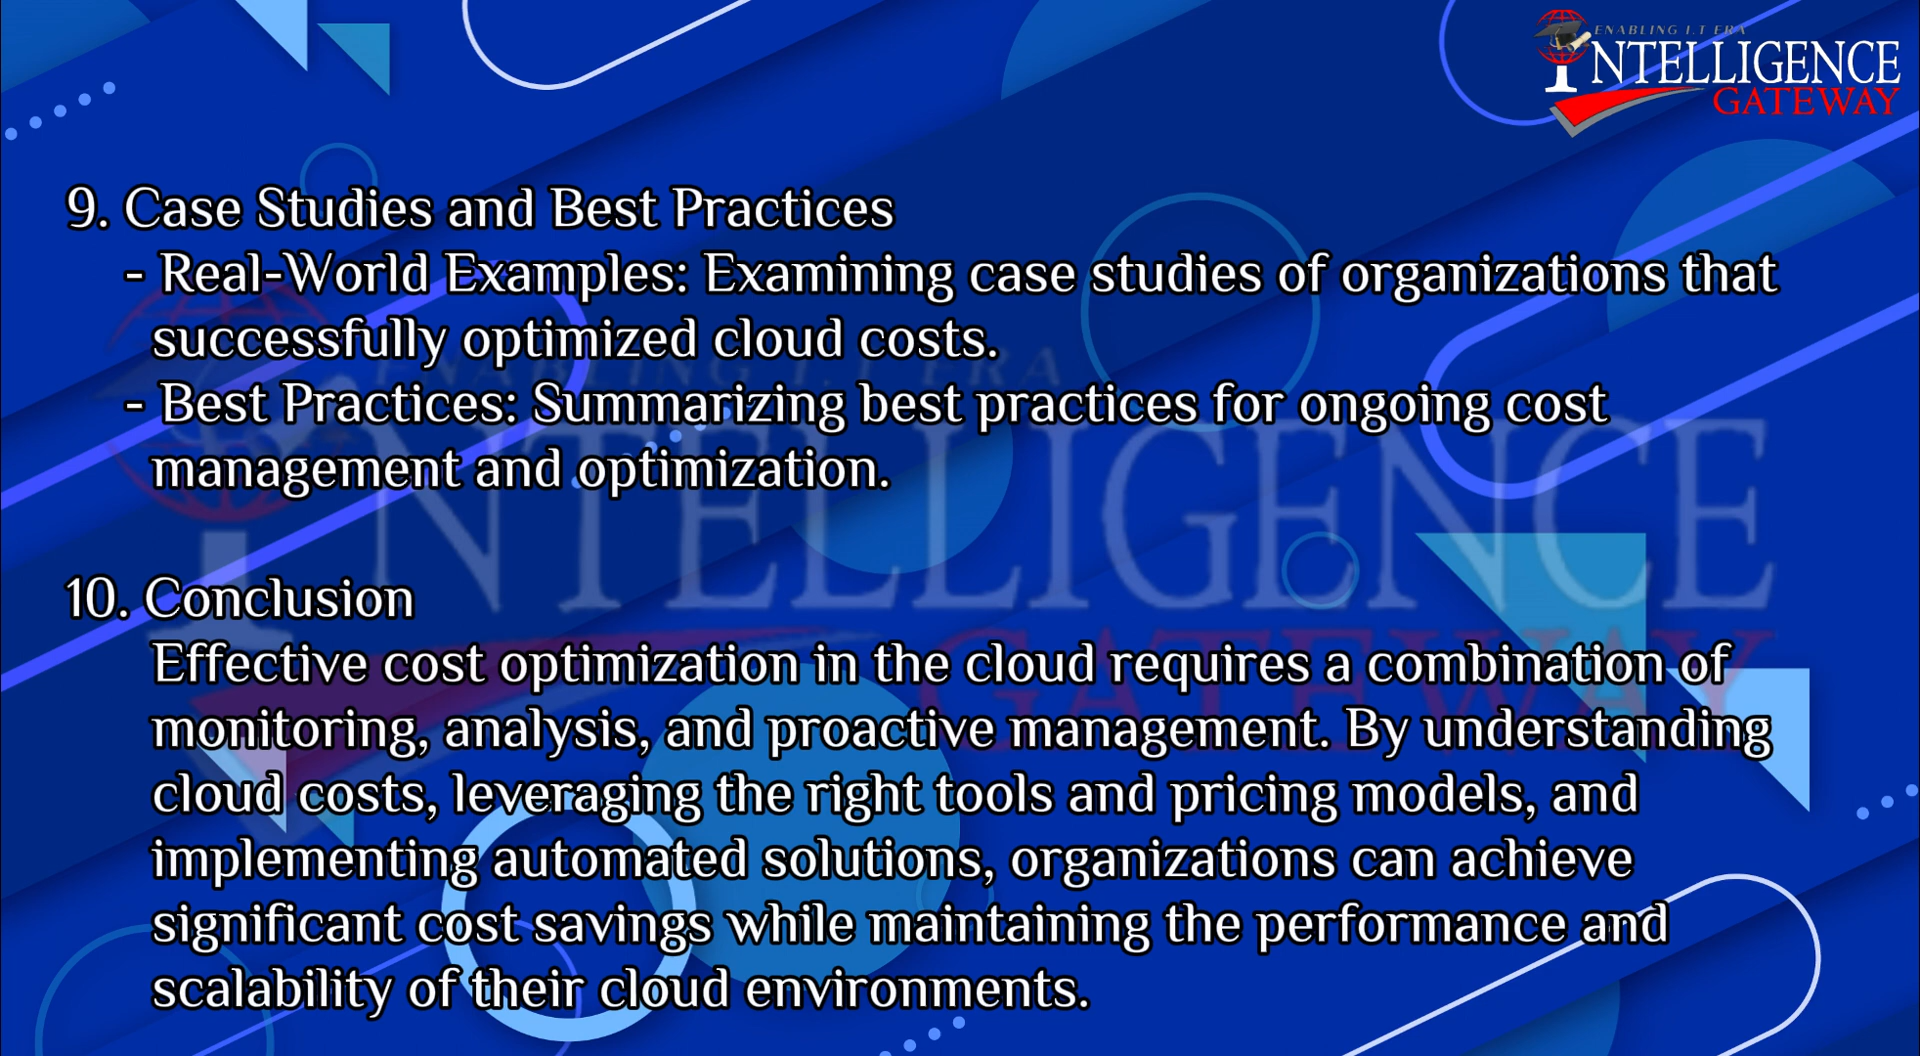 ENABLING I.T ERA
INTELLIGENCE
GATEWAY
9. Case Studies and Best Practices
- Real-World Examples: Examining case studies of organizations that
successfully optimized cloud costs.
- Best Practices: Summarizing best practices for ongoing cost
management and optimization.
ENABLING I.T ERA
INTELLIGENCE
GATEWAY
10. Conclusion
Effective cost optimization in the cloud requires a combination of
monitoring, analysis, and proactive management. By understanding
cloud costs, leveraging the right tools and pricing models, and
implementing automated solutions, organizations can achieve
significant cost savings while maintaining the performance and
scalability of their cloud environments.